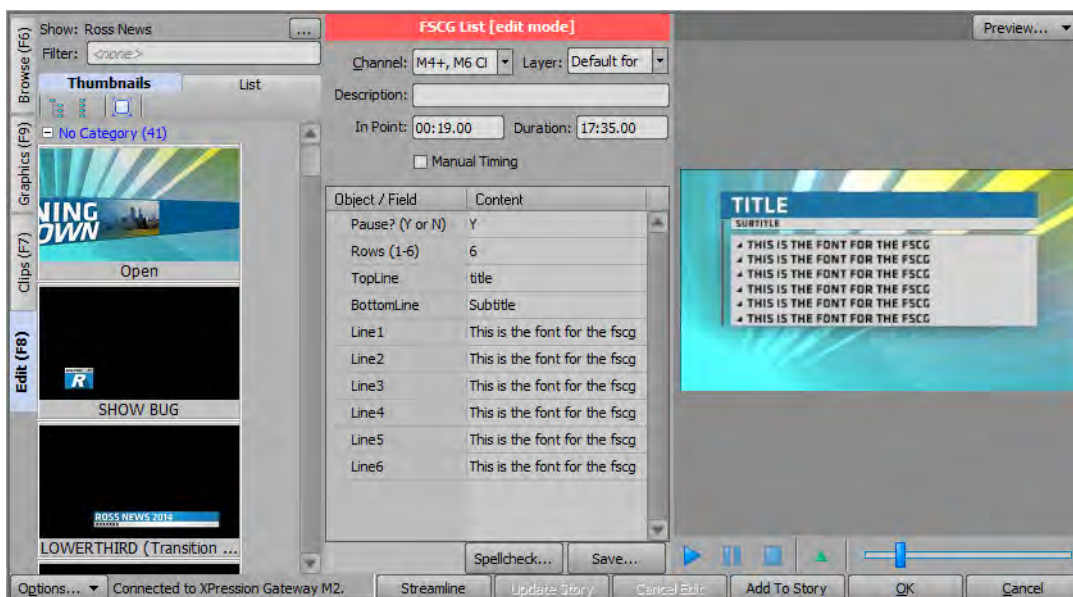 Show: Ross News
...
Filter: <none>
Thumbnails List
No Category (41)
NING
OWN
Open
R
SHOW BUG
ROSS NEWS 2014
LOWERTHIRD (Transition ...
Browse (F6)
Graphics (F9)
Clips (F7)
Edit (F8)
FSCG List [edit mode]
Channel: M4+, M6 Cl Layer: Default for
Description:
In Point: 00:19.00 Duration: 17:35.00
Manual Timing
Object / Field Content
Pause? (Y or N) Y
Rows (1-6) 6
TopLine title
BottomLine Subtitle
Line1 This is the font for the fscg
Line2 This is the font for the fscg
Line3 This is the font for the fscg
Line4 This is the font for the fscg
Line5 This is the font for the fscg
Line6 This is the font for the fscg
Spellcheck... Save...
Preview...
TITLE
SUBTITLE
THIS IS THE FONT FOR THE FSCG
THIS IS THE FONT FOR THE FSCG
THIS IS THE FONT FOR THE FSCG
THIS IS THE FONT FOR THE FSCG
THIS IS THE FONT FOR THE FSCG
THIS IS THE FONT FOR THE FSCG
Options... Connected to XPression Gateway M2. Streamline Update Story Cancel Edit Add To Story OK Cancel